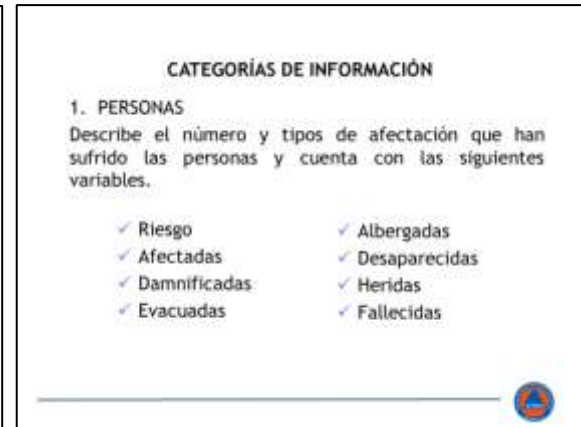 CATEGORÍAS DE INFORMACIÓN
1. PERSONAS
Describe el número y tipos de afectación que han
sufrido las personas y cuenta con las siguientes
variables.
✓ Riesgo
✓ Afectadas
✓ Damnificadas
✓ Evacuadas
✓ Albergadas
✓ Desaparecidas
✓ Heridas
✓ Fallecidas